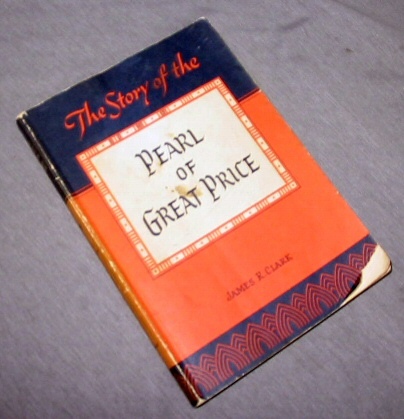 The Story of the
PEARL
OF
GREAT PRICE
JAMES R. CLARK